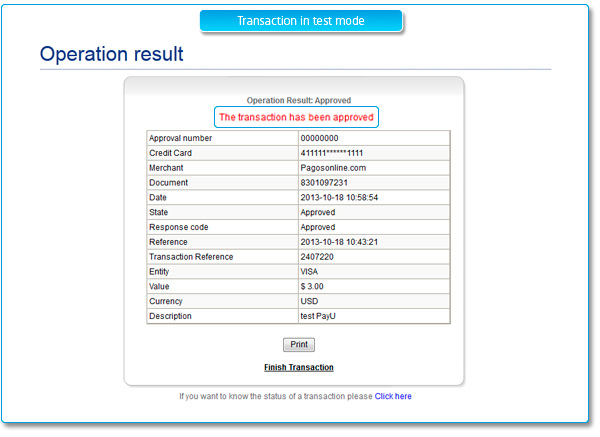 Transaction in test mode
Operation result
Operation Result: Approved
The transaction has been approved
Approval number 00000000
Credit Card 411111******1111
Merchant Pagosonline.com
Document 8301097231
Date 2013-10-18 10:58:54
State Approved
Response code Approved
Reference 2013-10-18 10:43:21
Transaction Reference 2407220
Entity VISA
Value $ 3.00
Currency USD
Description test PayU
Print
Finish Transaction
If you want to know the status of a transaction please Click here